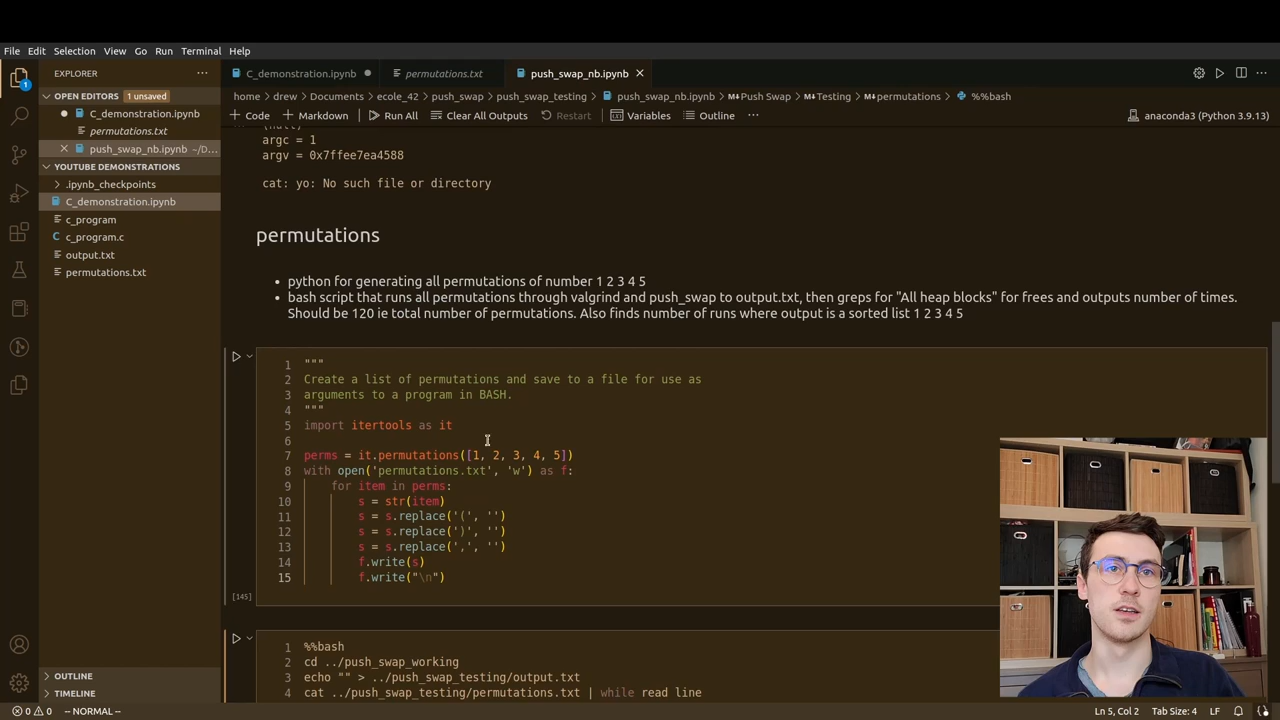 File Edit Selection View Go Run Terminal Help
EXPLORER
C_demonstration.ipynb
permutations.txt
push_swap_nb.ipynb
OPEN EDITORS 1 unsaved
home > drew > Documents > ecole_42 > push_swap > push_swap_testing > push_swap_nb.ipynb > M↓Push Swap > M↓Testing > M↓permutations > %%bash
C_demonstration.ipynb
+ Code + Markdown Run All Clear All Outputs Restart Variables Outline ... anaconda3 (Python 3.9.13)
permutations.txt
push_swap_nb.ipynb ~/D...
YOUTUBE DEMONSTRATIONS
> .ipynb_checkpoints
C_demonstration.ipynb
c_program
C c_program.c
output.txt
permutations.txt
argc = 1
argv = 0x7ffee7ea4588
cat: yo: No such file or directory
permutations
• python for generating all permutations of number 1 2 3 4 5
• bash script that runs all permutations through valgrind and push_swap to output.txt, then greps for "All heap blocks" for frees and outputs number of times.
Should be 120 ie total number of permutations. Also finds number of runs where output is a sorted list 1 2 3 4 5
1 """
2 Create a list of permutations and save to a file for use as
3 arguments to a program in BASH.
4 """
5 import itertools as it
6
7 perms = it.permutations([1, 2, 3, 4, 5])
8 with open('permutations.txt', 'w') as f:
9 for item in perms:
10 s = str(item)
11 s = s.replace('(', '')
12 s = s.replace(')', '')
13 s = s.replace(',', '')
14 f.write(s)
15 f.write("\n")
[145]
1 %%bash
2 cd ../push_swap_working
3 echo "" > ../push_swap_testing/output.txt
4 cat ../push_swap_testing/permutations.txt | while read line
OUTLINE
TIMELINE
0 0 -- NORMAL -- Ln 5, Col 2 Tab Size: 4 LF